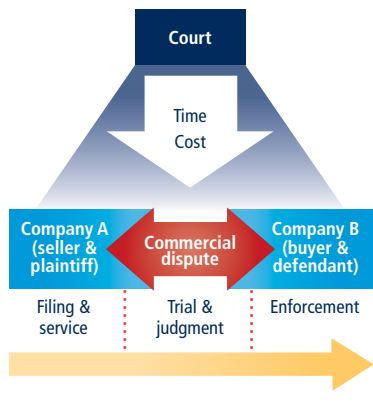 Court
Time
Cost
Company A
(seller &
plaintiff)
Commercial
dispute
Company B
(buyer &
defendant)
Filing &
service
Trial &
judgment
Enforcement